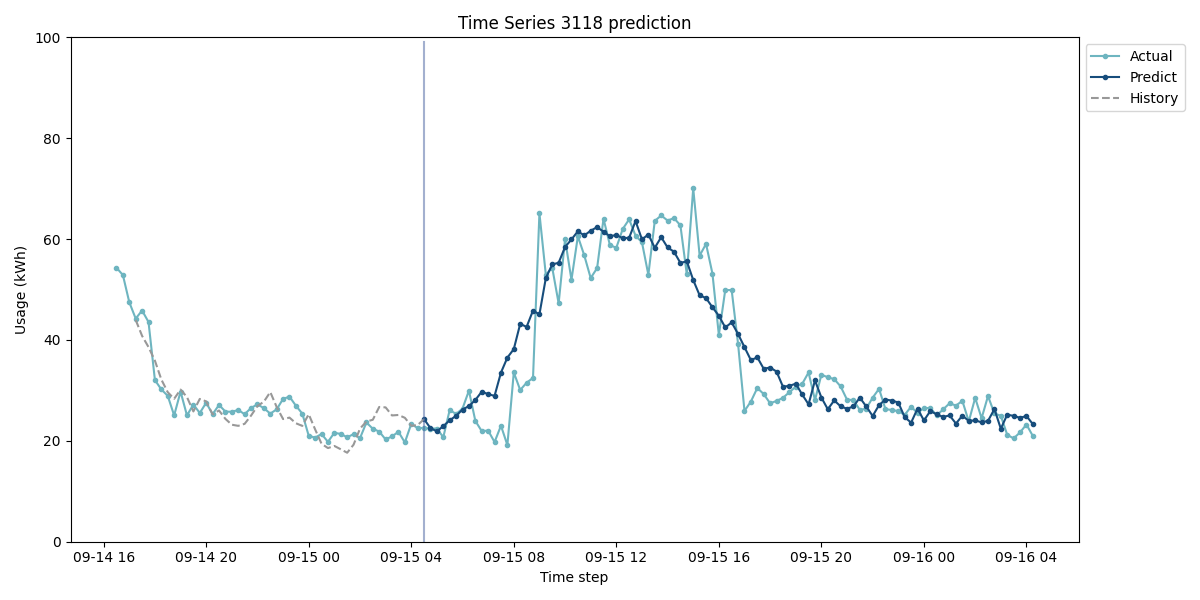 Time Series 3118 prediction
Usage (kWh)
100
80
60
40
20
0
09-14 16
09-14 20
09-15 00
09-15 04
09-15 08
09-15 12
09-15 16
09-15 20
09-16 00
09-16 04
Time step
Actual
Predict
History